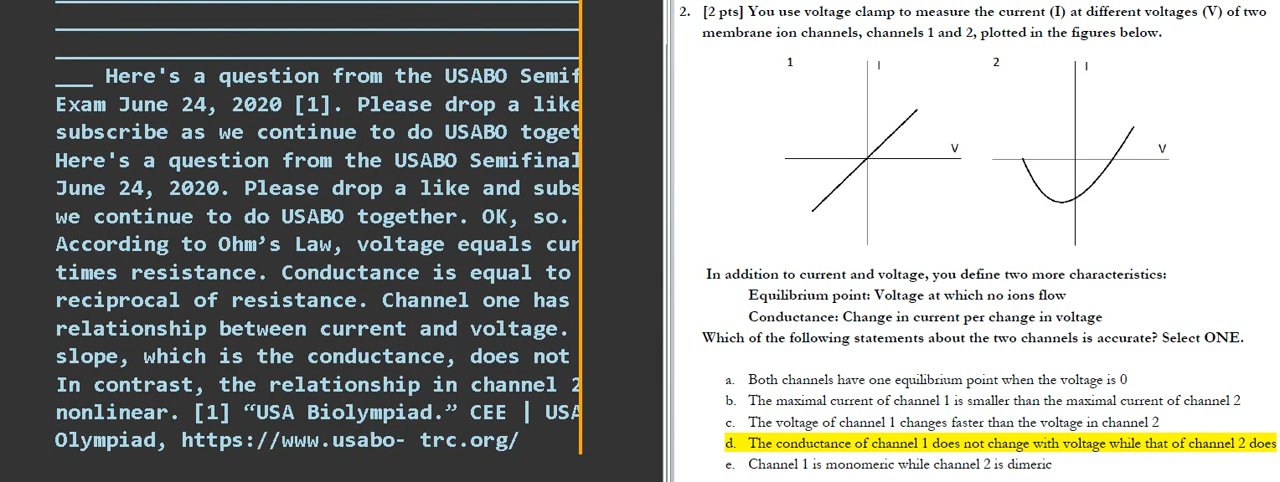 ___ Here's a question from the USABO Semif
Exam June 24, 2020 [1]. Please drop a like
subscribe as we continue to do USABO toget
Here's a question from the USABO Semifinal
June 24, 2020. Please drop a like and subs
we continue to do USABO together. OK, so.
According to Ohm’s Law, voltage equals cur
times resistance. Conductance is equal to
reciprocal of resistance. Channel one has
relationship between current and voltage.
slope, which is the conductance, does not
In contrast, the relationship in channel 2
nonlinear. [1] “USA Biolympiad.” CEE | USA
Olympiad, https://www.usabo- trc.org/
2. [2 pts] You use voltage clamp to measure the current (I) at different voltages (V) of two
membrane ion channels, channels 1 and 2, plotted in the figures below.
1 I 2 I
V V
In addition to current and voltage, you define two more characteristics:
Equilibrium point: Voltage at which no ions flow
Conductance: Change in current per change in voltage
Which of the following statements about the two channels is accurate? Select ONE.
a. Both channels have one equilibrium point when the voltage is 0
b. The maximal current of channel 1 is smaller than the maximal current of channel 2
c. The voltage of channel 1 changes faster than the voltage in channel 2
d. The conductance of channel 1 does not change with voltage while that of channel 2 does
e. Channel 1 is monomeric while channel 2 is dimeric